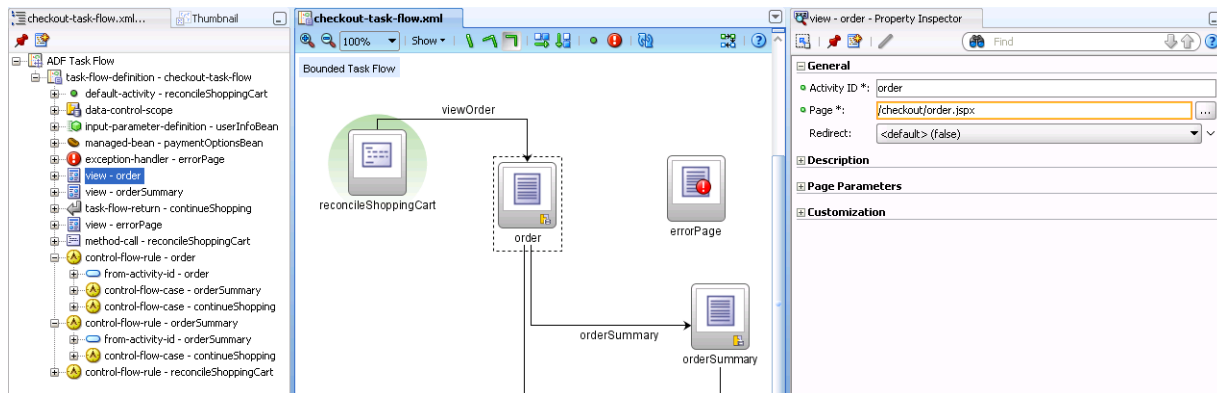 checkout-task-flow.xml...
Thumbnail
ADF Task Flow
task-flow-definition - checkout-task-flow
default-activity - reconcileShoppingCart
data-control-scope
input-parameter-definition - userInfoBean
managed-bean - paymentOptionsBean
exception-handler - errorPage
view - order
view - orderSummary
task-flow-return - continueShopping
view - errorPage
method-call - reconcileShoppingCart
control-flow-rule - order
from-activity-id - order
control-flow-case - orderSummary
control-flow-case - continueShopping
control-flow-rule - orderSummary
from-activity-id - orderSummary
control-flow-case - continueShopping
control-flow-rule - reconcileShoppingCart
checkout-task-flow.xml
100%
Show
Bounded Task Flow
viewOrder
reconcileShoppingCart
order
errorPage
orderSummary
orderSummary
view - order - Property Inspector
Find
General
Activity ID *: order
Page *: /checkout/order.jspx
...
Redirect: <default> (false)
Description
Page Parameters
Customization